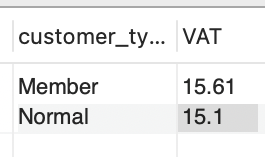 customer_ty... VAT
Member 15.61
Normal 15.1